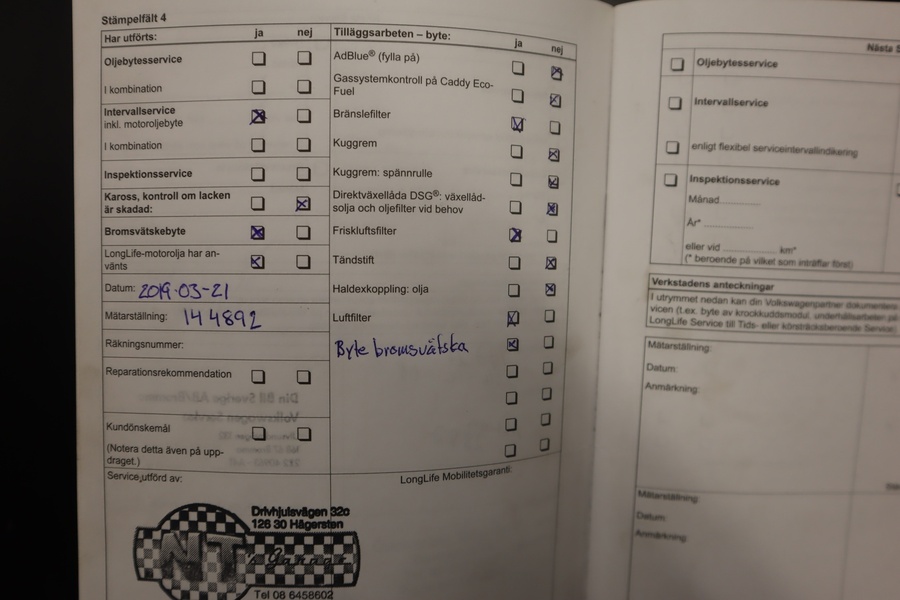 Stämpelfält 4
Har utförts: ja nej
Oljebytesservice
I kombination
Intervallservice
inkl. motoroljebyte
I kombination
Inspektionsservice
Kaross, kontroll om lacken
är skadad:
Bromsvätskebyte
LongLife-motorolja har an-
vänts
Datum: 2019-03-21
Mätarställning: 144892
Räkningsnummer:
Reparationsrekommendation
Kundönskemål
(Notera detta även på upp-
draget.)
Service utförd av:
Drivhjulsvägen 32c
126 30 Hägersten
NT's Garage
Tel 08 6458602
Tilläggsarbeten – byte: ja nej
AdBlue® (fylla på)
Gassystemkontroll på Caddy Eco-
Fuel
Bränslefilter
Kuggrem
Kuggrem: spännrulle
Direktväxellåda DSG®: växellåd-
solja och oljefilter vid behov
Friskluftsfilter
Tändstift
Haldexkoppling: olja
Luftfilter
Byte bromsvätska
LongLife Mobilitetsgaranti:
Nästa
Oljebytesservice
Intervallservice
enligt flexibel serviceintervallindikering
Inspektionsservice
Månad
År*
eller vid km*
(* beroende på vilket som inträffar först)
Verkstadens anteckningar
I utrymmet nedan kan din Volkswagenpartner dokumentera
vicen (t.ex. byte av krockkuddsmodul, underhållsarbeten på
LongLife Service till Tids- eller körsträcksberoende Service)
Mätarställning:
Datum:
Anmärkning:
Mätarställning:
Datum:
Anmärkning: